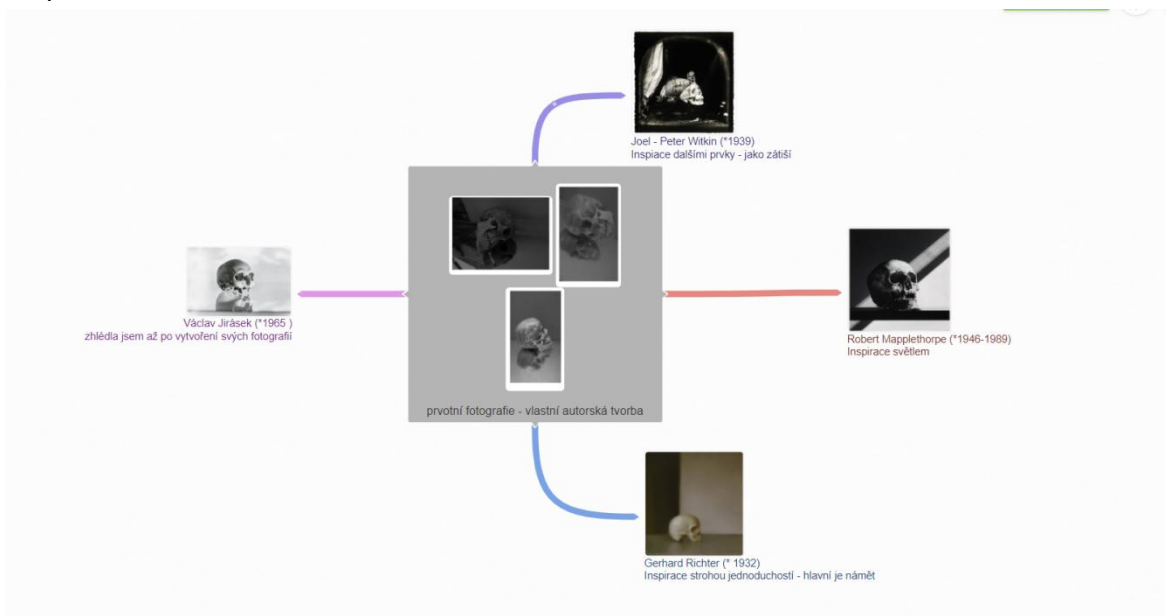 Joel - Peter Witkin (*1939)
Inspiace dalšími prvky - jako zátiší
Václav Jirásek (*1965 )
zhlédla jsem až po vytvoření svých fotografií
Robert Mapplethorpe (*1946-1989)
Inspirace světlem
prvotní fotografie - vlastní autorská tvorba
Gerhard Richter (* 1932)
Inspirace strohou jednoduchostí - hlavní je námět